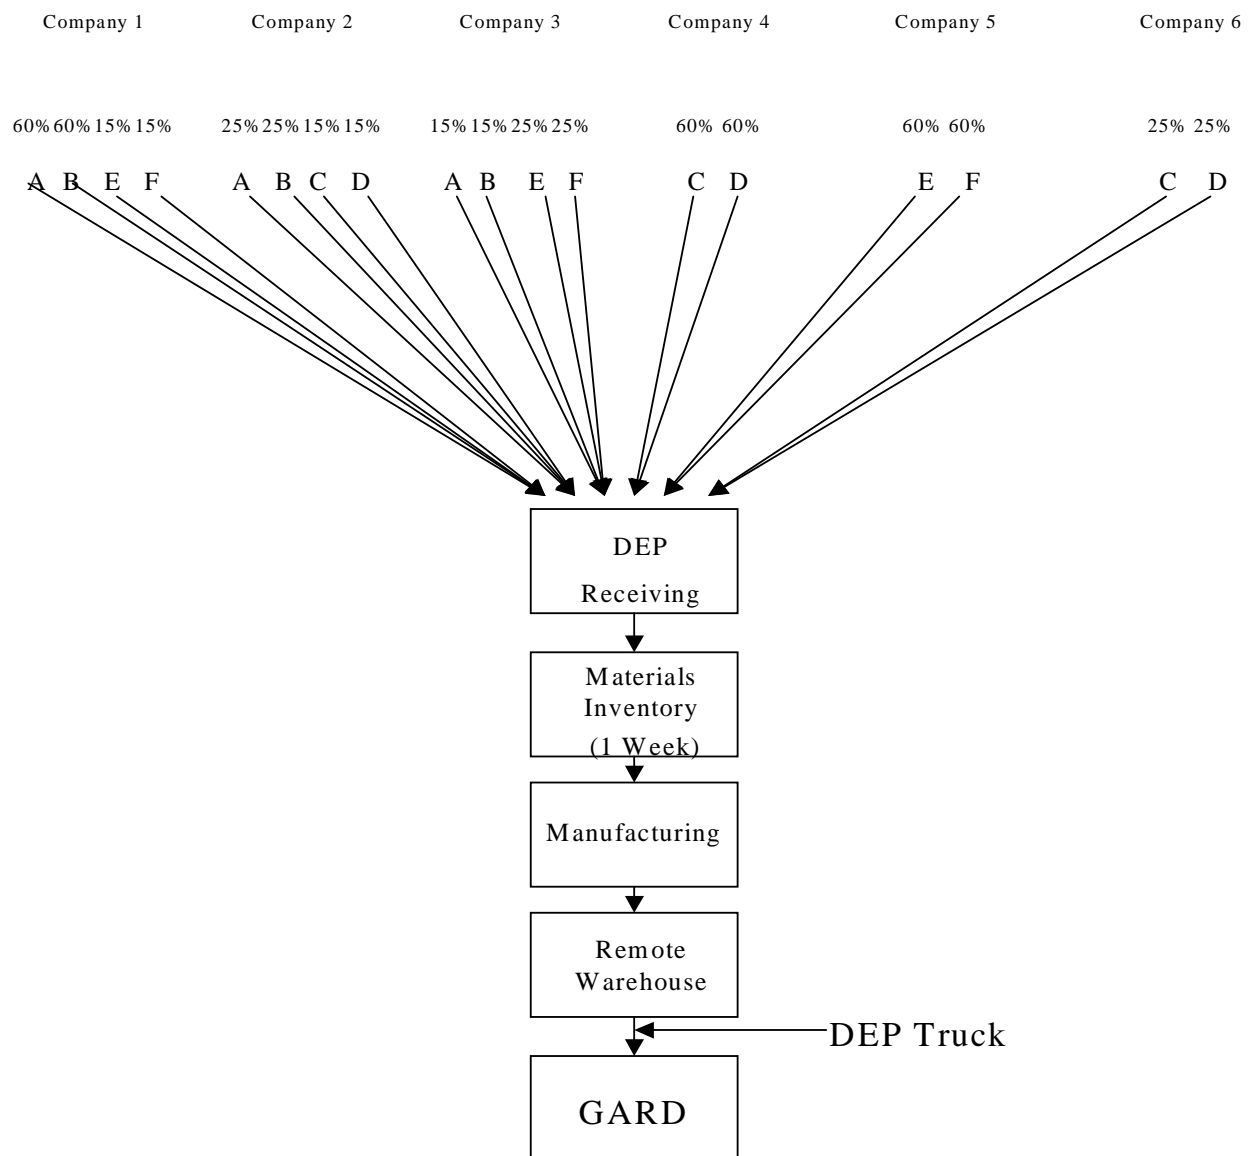 Company 1 Company 2 Company 3 Company 4 Company 5 Company 6
60% 60% 15% 15% 25% 25% 15% 15% 15% 15% 25% 25% 60% 60% 60% 60% 25% 25%
A B E F A B C D A B E F C D E F C D
DEP
Receiving
Materials
Inventory
(1 Week)
Manufacturing
Remote
Warehouse
DEP Truck
GARD